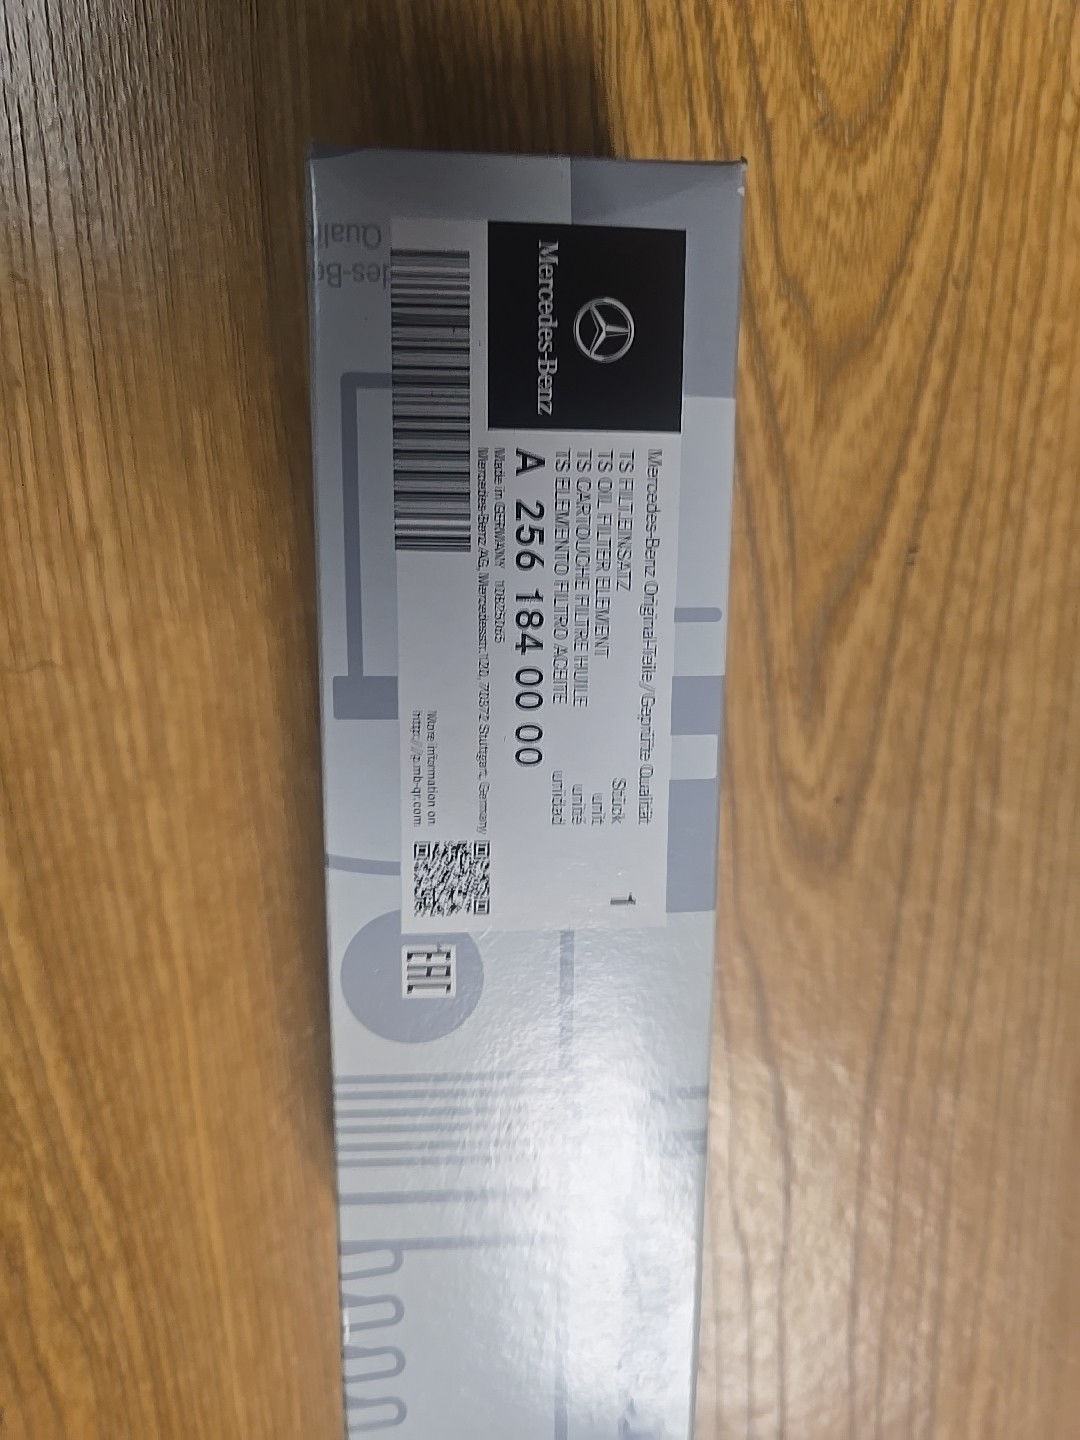 Mercedes-Benz
Mercedes-Benz Original-Teile//Geprüfte Qualität
TS FILTEINSATZ
TS OIL FILTER ELEMENT
TS CARTOUCHE FILTRE HUILE
TS ELEMENTO FILTRO ACEITE
Stück
unit
unité
unidad
1
A 256 184 00 00
Made in GERMANY
Mercedes-Benz AG, Mercedesstr.120, 70372 Stuttgart, Germany
More information on
http://q.mb-qr.com
EAC